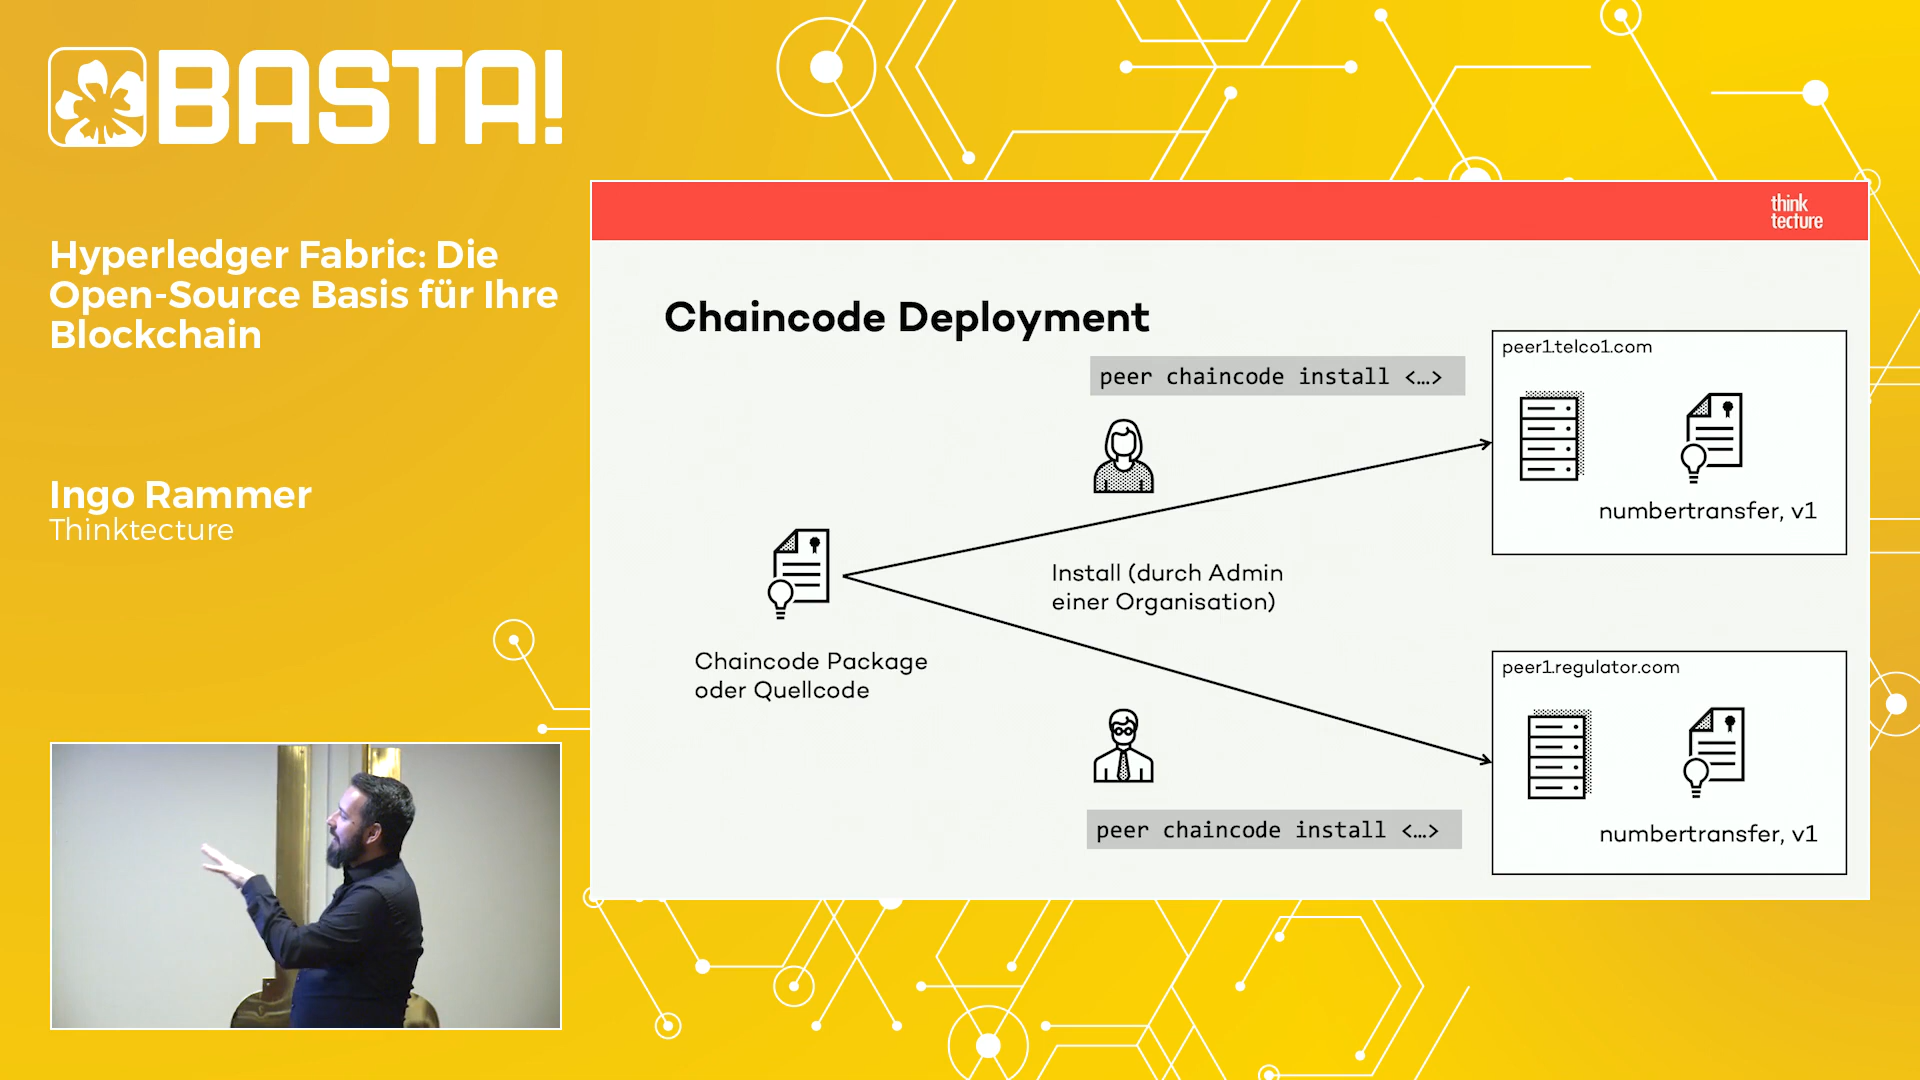 BASTA!
Hyperledger Fabric: Die
Open-Source Basis für Ihre
Blockchain
Ingo Rammer
Thinktecture
think
tecture
Chaincode Deployment
peer chaincode install <…>
peer1.telco1.com
numbertransfer, v1
Install (durch Admin
einer Organisation)
Chaincode Package
oder Quellcode
peer1.regulator.com
numbertransfer, v1
peer chaincode install <…>